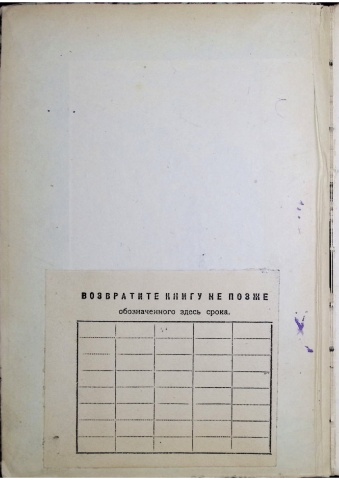 ВОЗВРАТИТЕ КНИГУ НЕ ПОЗЖЕ
обозначенного здесь срока.